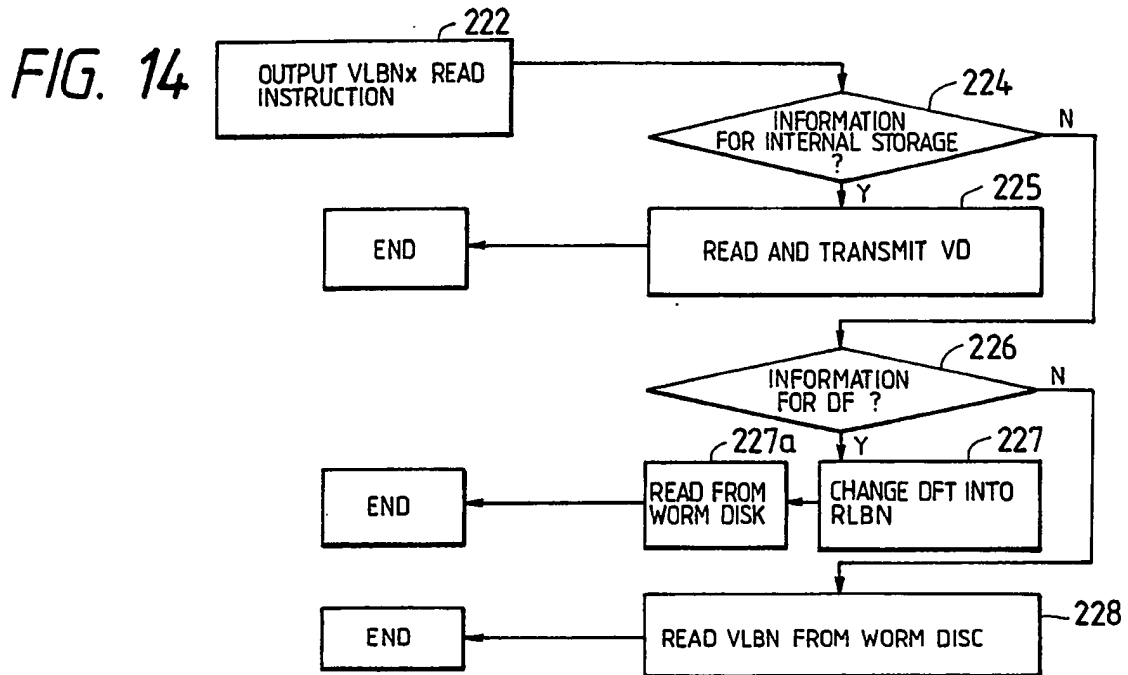 FIG. 14
222
OUTPUT VLBNx READ
INSTRUCTION
224
INFORMATION
FOR INTERNAL STORAGE
?
N
Y
225
READ AND TRANSMIT VD
END
226
INFORMATION
FOR DF ?
N
Y
227
CHANGE DFT INTO
RLBN
227a
READ FROM
WORM DISK
END
228
READ VLBN FROM WORM DISC
END